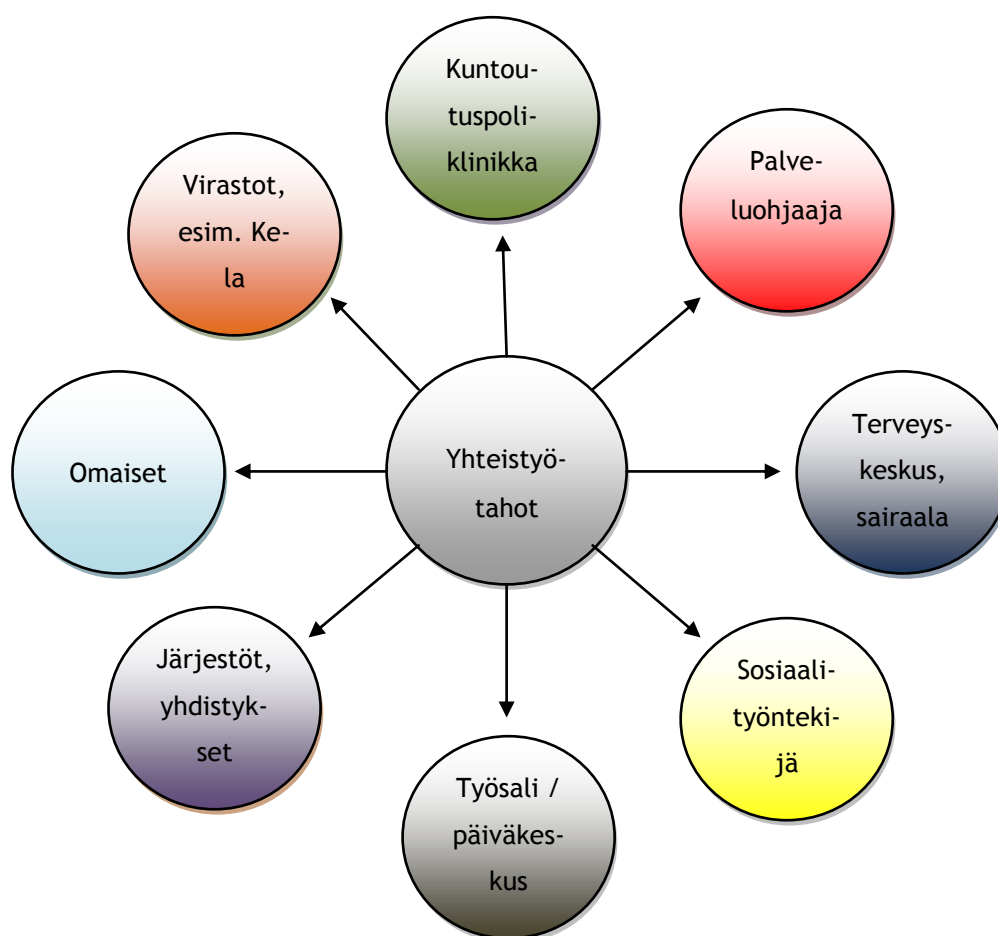 Kuntou-
tuspoli-
klinikka
Palve-
luohjaaja
Virastot,
esim. Ke-
la
Terveys-
keskus,
sairaala
Omaiset
Yhteistyö-
tahot
Sosiaali-
työnteki-
jä
Järjestöt,
yhdistyk-
set
Työsali /
päiväkes-
kus